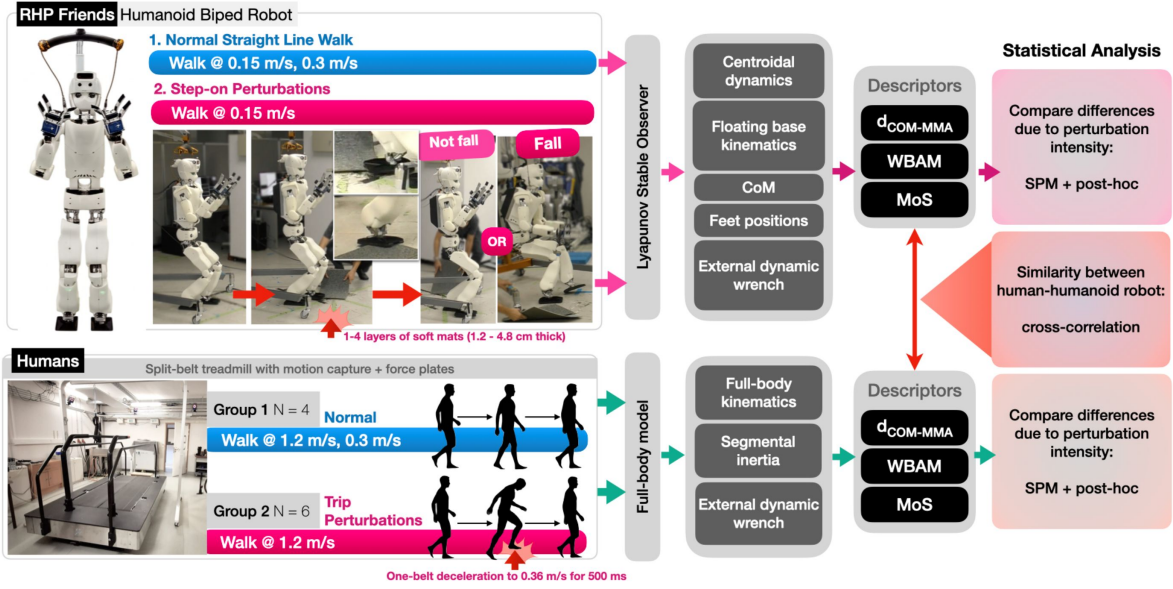 RHP Friends Humanoid Biped Robot
1. Normal Straight Line Walk
Walk @ 0.15 m/s, 0.3 m/s
2. Step-on Perturbations
Walk @ 0.15 m/s
Not fall
Fall
OR
1-4 layers of soft mats (1.2 - 4.8 cm thick)
Lyapunov Stable Observer
Centroidal
dynamics
Floating base
kinematics
CoM
Feet positions
External dynamic
wrench
Descriptors
dCOM-MMA
WBAM
MoS
Statistical Analysis
Compare differences
due to perturbation
intensity:
SPM + post-hoc
Similarity between
human-humanoid robot:
cross-correlation
Humans
Split-belt treadmill with motion capture + force plates
Group 1 N = 4
Normal
Walk @ 1.2 m/s, 0.3 m/s
Group 2 N = 6
Trip
Perturbations
Walk @ 1.2 m/s
One-belt deceleration to 0.36 m/s for 500 ms
Full-body model
Full-body
kinematics
Segmental
inertia
External dynamic
wrench
Descriptors
dCOM-MMA
WBAM
MoS
Compare differences
due to perturbation
intensity:
SPM + post-hoc